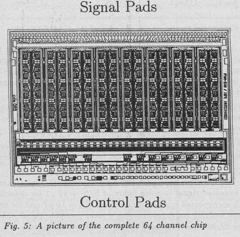 Signal Pads
Control Pads
Fig. 5: A picture of the complete 64 channel chip